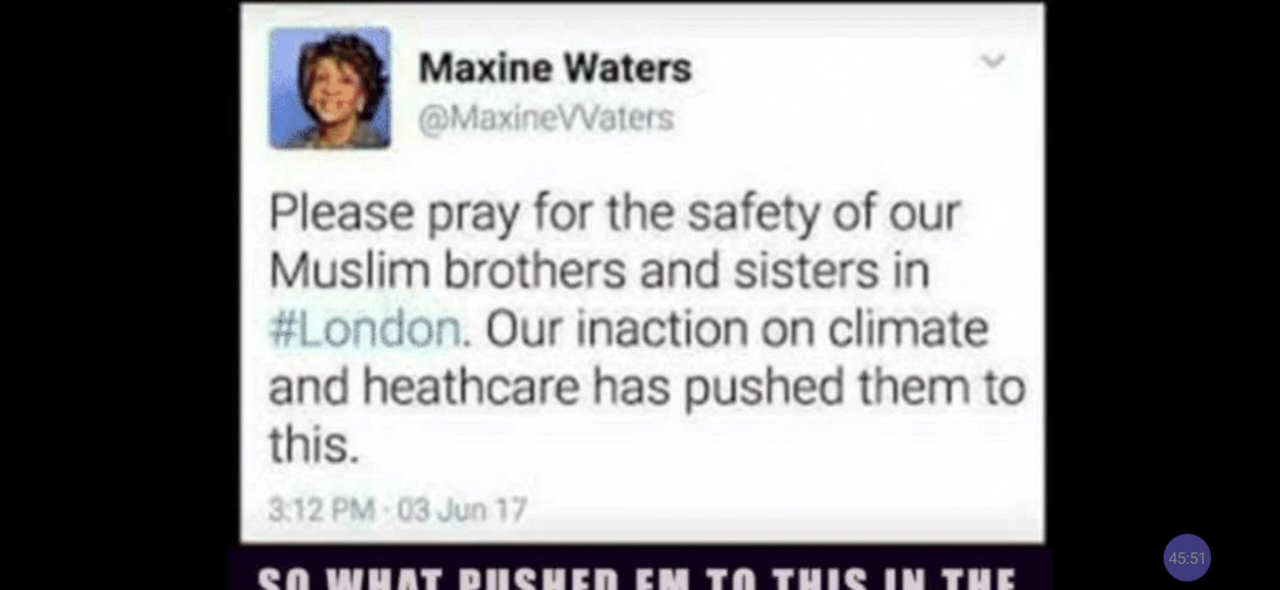 Maxine Waters
@MaxineVVaters
Please pray for the safety of our
Muslim brothers and sisters in
#London. Our inaction on climate
and heathcare has pushed them to
this.
3:12 PM · 03 Jun 17
SO WHAT PUSHED EM TO THIS IN THE
45:51